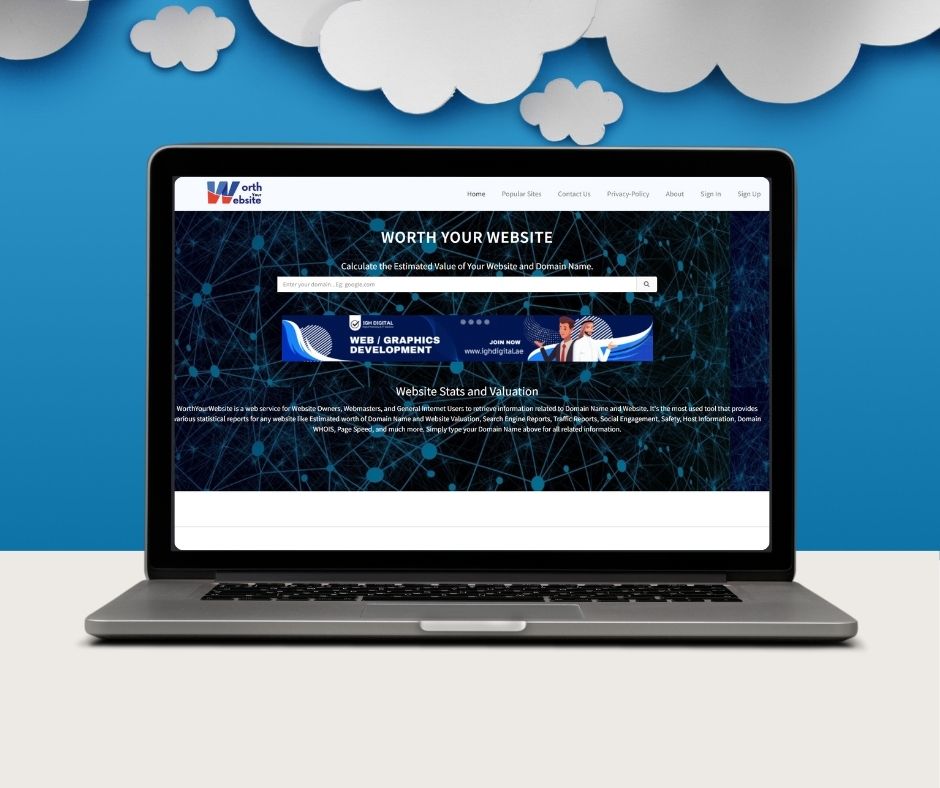 Worth
Your
Website
Home Popular Sites Contact Us Privacy-Policy About Sign In Sign Up
WORTH YOUR WEBSITE
Calculate the Estimated Value of Your Website and Domain Name.
Enter your domain.. Eg: google.com
IGH DIGITAL
WEB / GRAPHICS
DEVELOPMENT
JOIN NOW
www.ighdigital.ae
Website Stats and Valuation
WorthYourWebsite is a web service for Website Owners, Webmasters, and General Internet Users to retrieve information related to Domain Name and Website. It's the most used tool that provides
various statistical reports for any website like Estimated worth of Domain Name and Website Valuation, Search Engine Reports, Traffic Reports, Social Engagement, Safety, Host Information, Domain
WHOIS, Page Speed, and much more. Simply type your Domain Name above for all related information.